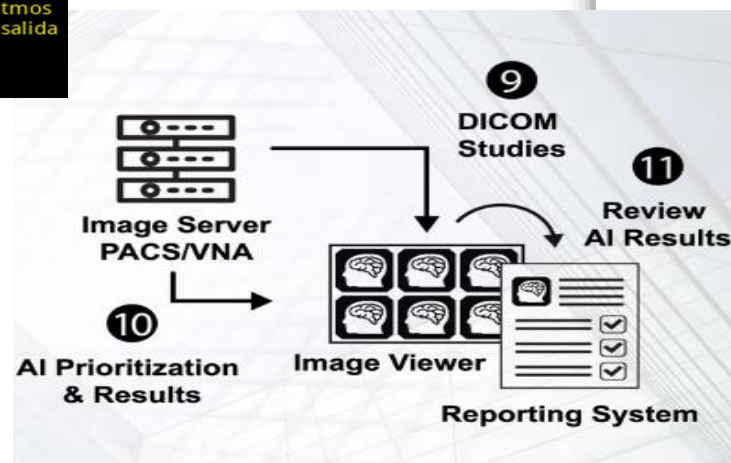 tmos
salida
9
DICOM
Studies
11
Review
AI Results
Image Server
PACS/VNA
10
AI Prioritization
& Results
Image Viewer
Reporting System